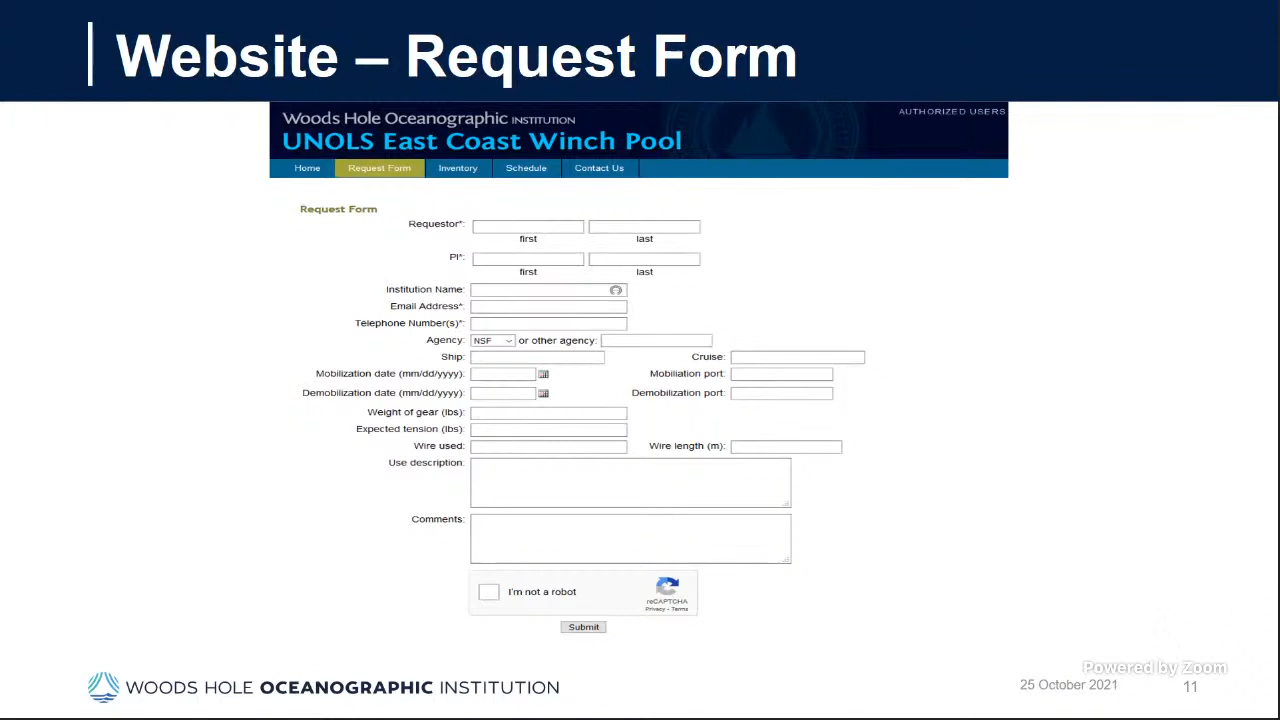 Website – Request Form
Woods Hole Oceanographic INSTITUTION
AUTHORIZED USERS
UNOLS East Coast Winch Pool
Home Request Form Inventory Schedule Contact Us
Request Form
Requestor*:
first last
PI*:
first last
Institution Name:
Email Address*:
Telephone Number(s)*:
Agency: NSF or other agency:
Ship: Cruise:
Mobilization date (mm/dd/yyyy): Mobiliation port:
Demobilization date (mm/dd/yyyy): Demobilization port:
Weight of gear (lbs):
Expected tension (lbs):
Wire used: Wire length (m):
Use description:
Comments:
I'm not a robot
reCAPTCHA
Privacy - Terms
Submit
Powered by Zoom
WOODS HOLE OCEANOGRAPHIC INSTITUTION
25 October 2021 11